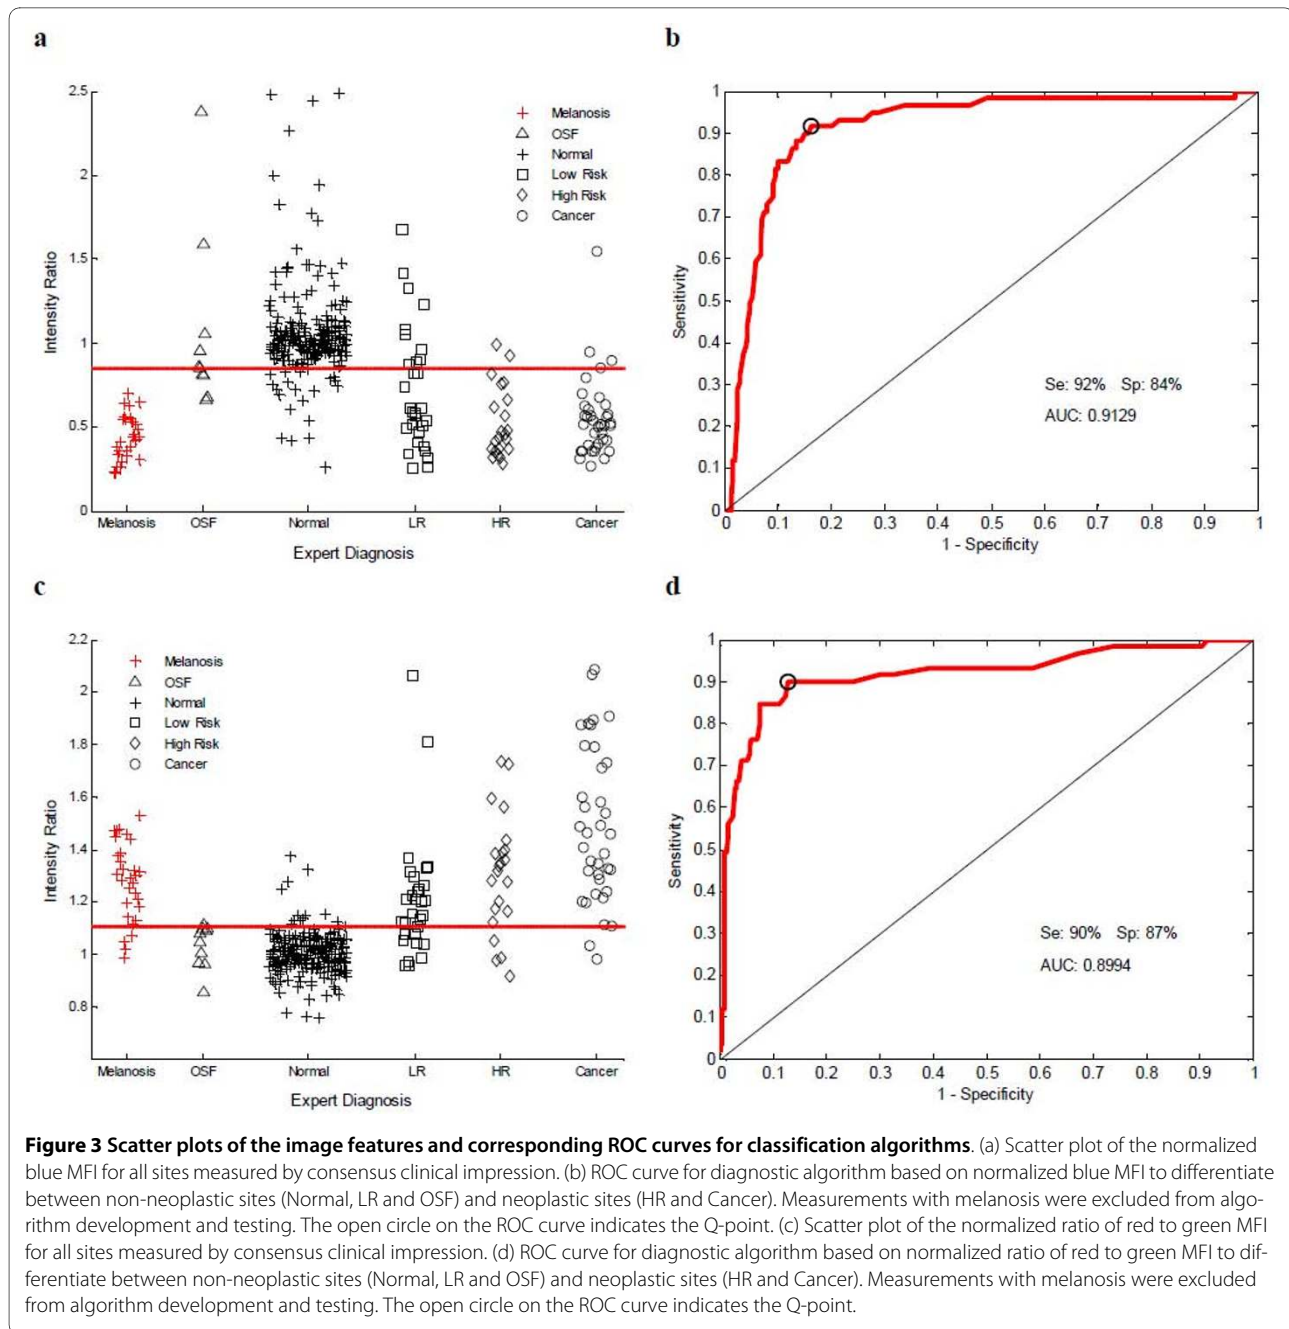 a
2.5
2
1.5
1
0.5
0
Intensity Ratio
Melanosis
OSF
Normal
Low Risk
High Risk
Cancer
Melanosis OSF Normal LR HR Cancer
Expert Diagnosis
b
1
0.9
0.8
0.7
0.6
0.5
0.4
0.3
0.2
0.1
0
Sensitivity
Se: 92% Sp: 84%
AUC: 0.9129
0 0.1 0.2 0.3 0.4 0.5 0.6 0.7 0.8 0.9 1
1 - Specificity
c
2.2
2
1.8
1.6
1.4
1.2
1
0.8
Intensity Ratio
Melanosis
OSF
Normal
Low Risk
High Risk
Cancer
Melanosis OSF Normal LR HR Cancer
Expert Diagnosis
d
1
0.9
0.8
0.7
0.6
0.5
0.4
0.3
0.2
0.1
0
Sensitivity
Se: 90% Sp: 87%
AUC: 0.8994
0 0.1 0.2 0.3 0.4 0.5 0.6 0.7 0.8 0.9 1
1 - Specificity
Figure 3 Scatter plots of the image features and corresponding ROC curves for classification algorithms. (a) Scatter plot of the normalized
blue MFI for all sites measured by consensus clinical impression. (b) ROC curve for diagnostic algorithm based on normalized blue MFI to differentiate
between non-neoplastic sites (Normal, LR and OSF) and neoplastic sites (HR and Cancer). Measurements with melanosis were excluded from algo-
rithm development and testing. The open circle on the ROC curve indicates the Q-point. (c) Scatter plot of the normalized ratio of red to green MFI
for all sites measured by consensus clinical impression. (d) ROC curve for diagnostic algorithm based on normalized ratio of red to green MFI to dif-
ferentiate between non-neoplastic sites (Normal, LR and OSF) and neoplastic sites (HR and Cancer). Measurements with melanosis were excluded
from algorithm development and testing. The open circle on the ROC curve indicates the Q-point.